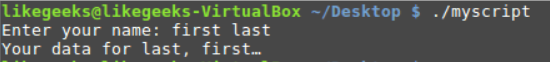 likegeeks@likegeeks-VirtualBox ~/Desktop $ ./myscript
Enter your name: first last
Your data for last, first…